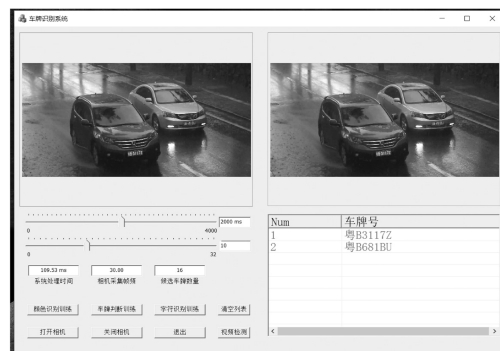 车牌识别系统
2000 ms
0 4000
10
0 32
109.53 ms 30.00 16
系统处理时间 相机采集帧频 候选车牌数量
颜色识别训练 车牌判断训练 字符识别训练 清空列表
打开相机 关闭相机 退出 视频检测
Num 车牌号
1 粤B3117Z
2 粤B681BU